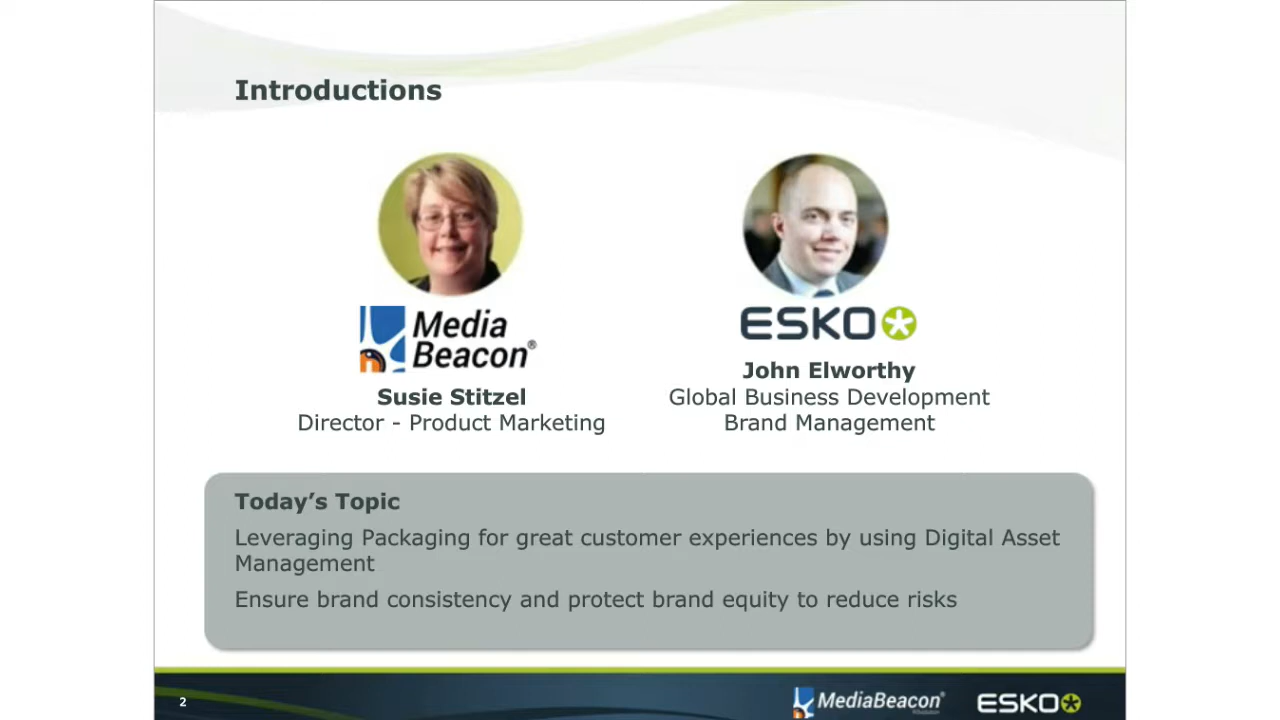 Introductions
Media
Beacon®
Susie Stitzel
Director - Product Marketing
ESKO
John Elworthy
Global Business Development
Brand Management
Today’s Topic
Leveraging Packaging for great customer experiences by using Digital Asset
Management
Ensure brand consistency and protect brand equity to reduce risks
2
MediaBeacon®
ESKO